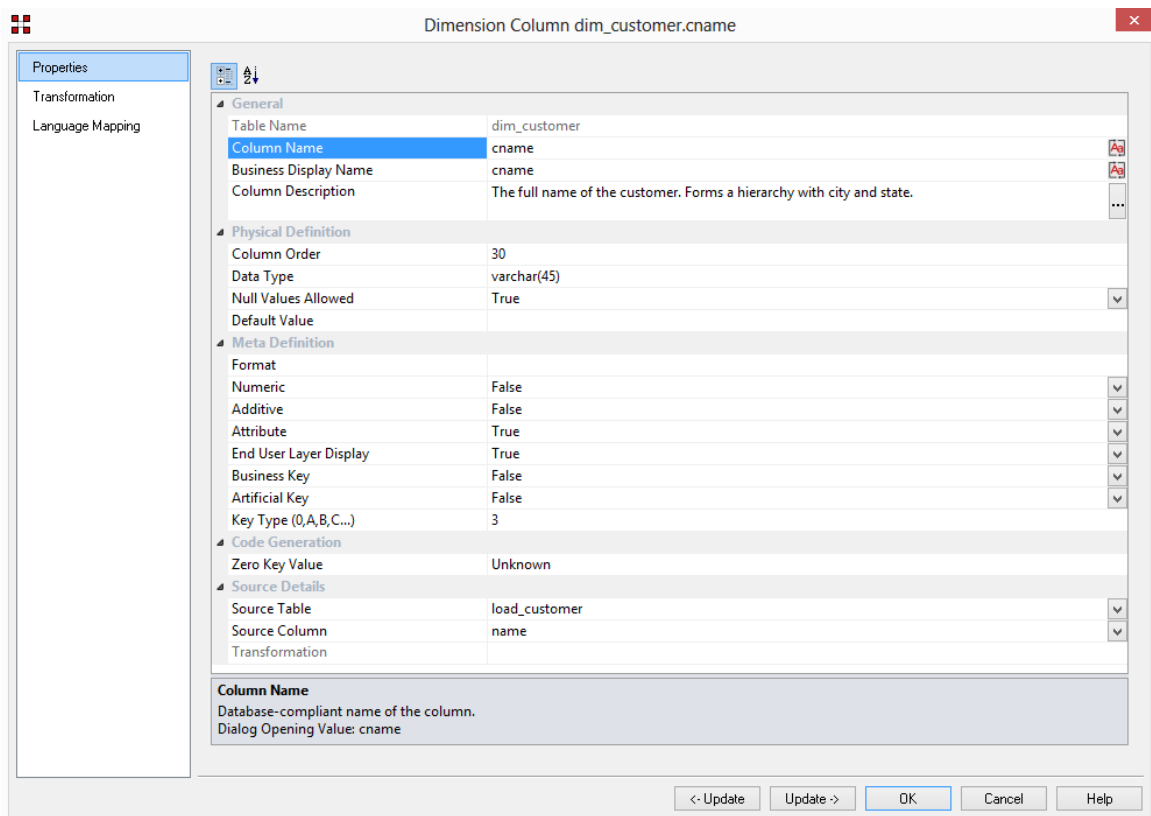 Dimension Column dim_customer.cname
Properties
Transformation
Language Mapping
General
Table Name dim_customer
Column Name cname
Business Display Name cname
Column Description The full name of the customer. Forms a hierarchy with city and state.
...
Physical Definition
Column Order 30
Data Type varchar(45)
Null Values Allowed True
Default Value
Meta Definition
Format
Numeric False
Additive False
Attribute True
End User Layer Display True
Business Key False
Artificial Key False
Key Type (0,A,B,C...) 3
Code Generation
Zero Key Value Unknown
Source Details
Source Table load_customer
Source Column name
Transformation
Column Name
Database-compliant name of the column.
Dialog Opening Value: cname
<- Update Update -> OK Cancel Help